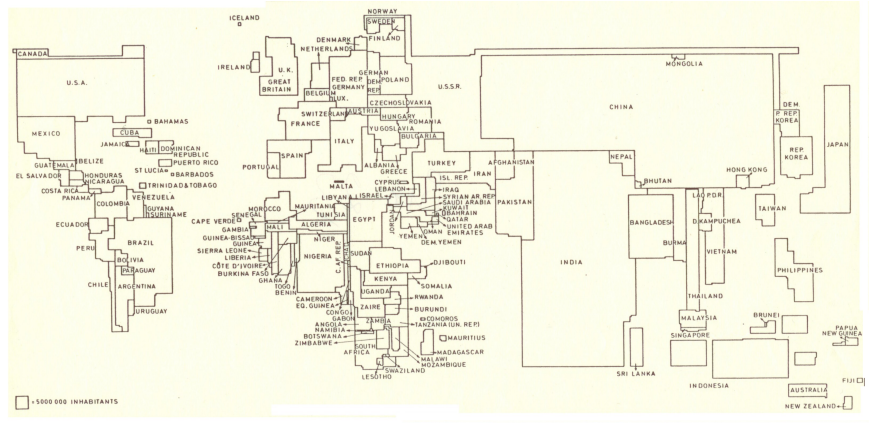 ICELAND
NORWAY
SWEDEN
FINLAND
DENMARK
NETHERLANDS
IRELAND
U.K.
GREAT
BRITAIN
FED. REP.
GERMANY
GERMAN
DEM.
REP.
POLAND
BELGIUM
LUX.
CZECHOSLOVAKIA
SWITZERLAND
AUSTRIA
HUNGARY
ROMANIA
FRANCE
YUGOSLAVIA
BULGARIA
ITALY
SPAIN
PORTUGAL
ALBANIA
GREECE
MALTA
U.S.S.R.
MONGOLIA
CHINA
CANADA
U.S.A.
BAHAMAS
MEXICO
CUBA
JAMAICA
HAITI
DOMINICAN
REPUBLIC
PUERTO RICO
BELIZE
GUATEMALA
ST LUCIA
BARBADOS
EL SALVADOR
HONDURAS
NICARAGUA
TRINIDAD & TOBAGO
COSTA RICA
PANAMA
COLOMBIA
VENEZUELA
GUYANA
SURINAME
ECUADOR
PERU
BRAZIL
BOLIVIA
PARAGUAY
CHILE
ARGENTINA
URUGUAY
TURKEY
CYPRUS
LEBANON
ISRAEL
JORDAN
ISL. REP.
IRAN
AFGHANISTAN
PAKISTAN
IRAQ
SYRIAN AR. REP.
SAUDI ARABIA
KUWAIT
BAHRAIN
QATAR
UNITED ARAB
EMIRATES
OMAN
YEMEN
DEM. YEMEN
MOROCCO
MAURITANIA
LIBYAN
TUNISIA
SENEGAL
CAPE VERDE
GAMBIA
MALI
ALGERIA
EGYPT
GUINEA-BISSAU
GUINEA
SIERRA LEONE
LIBERIA
CÔTE D'IVOIRE
BURKINA FASO
GHANA
TOGO
BENIN
NIGER
NIGERIA
C. AF. REP.
CHAD
SUDAN
ETHIOPIA
DJIBOUTI
KENYA
SOMALIA
UGANDA
CAMEROON
EQ. GUINEA
CONGO
GABON
ZAIRE
RWANDA
BURUNDI
ANGOLA
ZAMBIA
COMOROS
TANZANIA (UN. REP.)
NAMIBIA
BOTSWANA
ZIMBABWE
SOUTH
AFRICA
MAURITIUS
MADAGASCAR
MALAWI
MOZAMBIQUE
SWAZILAND
LESOTHO
NEPAL
BHUTAN
INDIA
BANGLADESH
BURMA
LAO P.D.R.
D. KAMPUCHEA
VIETNAM
THAILAND
HONG KONG
DEM.
P. REP.
KOREA
REP.
KOREA
JAPAN
TAIWAN
PHILIPPINES
MALAYSIA
SINGAPORE
BRUNEI
SRI LANKA
INDONESIA
PAPUA
NEW GUINEA
FIJI
AUSTRALIA
NEW ZEALAND
= 5000 000 INHABITANTS